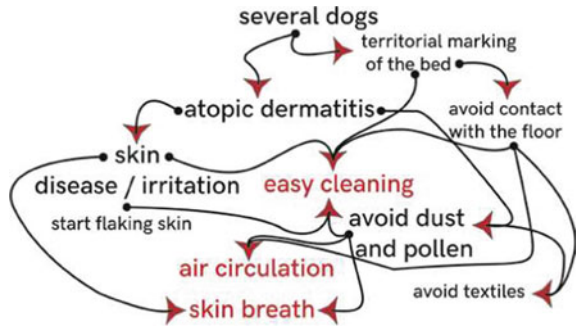 several dogs
territorial marking
of the bed
atopic dermatitis
avoid contact
with the floor
skin
disease / irritation
easy cleaning
start flaking skin
avoid dust
and pollen
air circulation
avoid textiles
skin breath